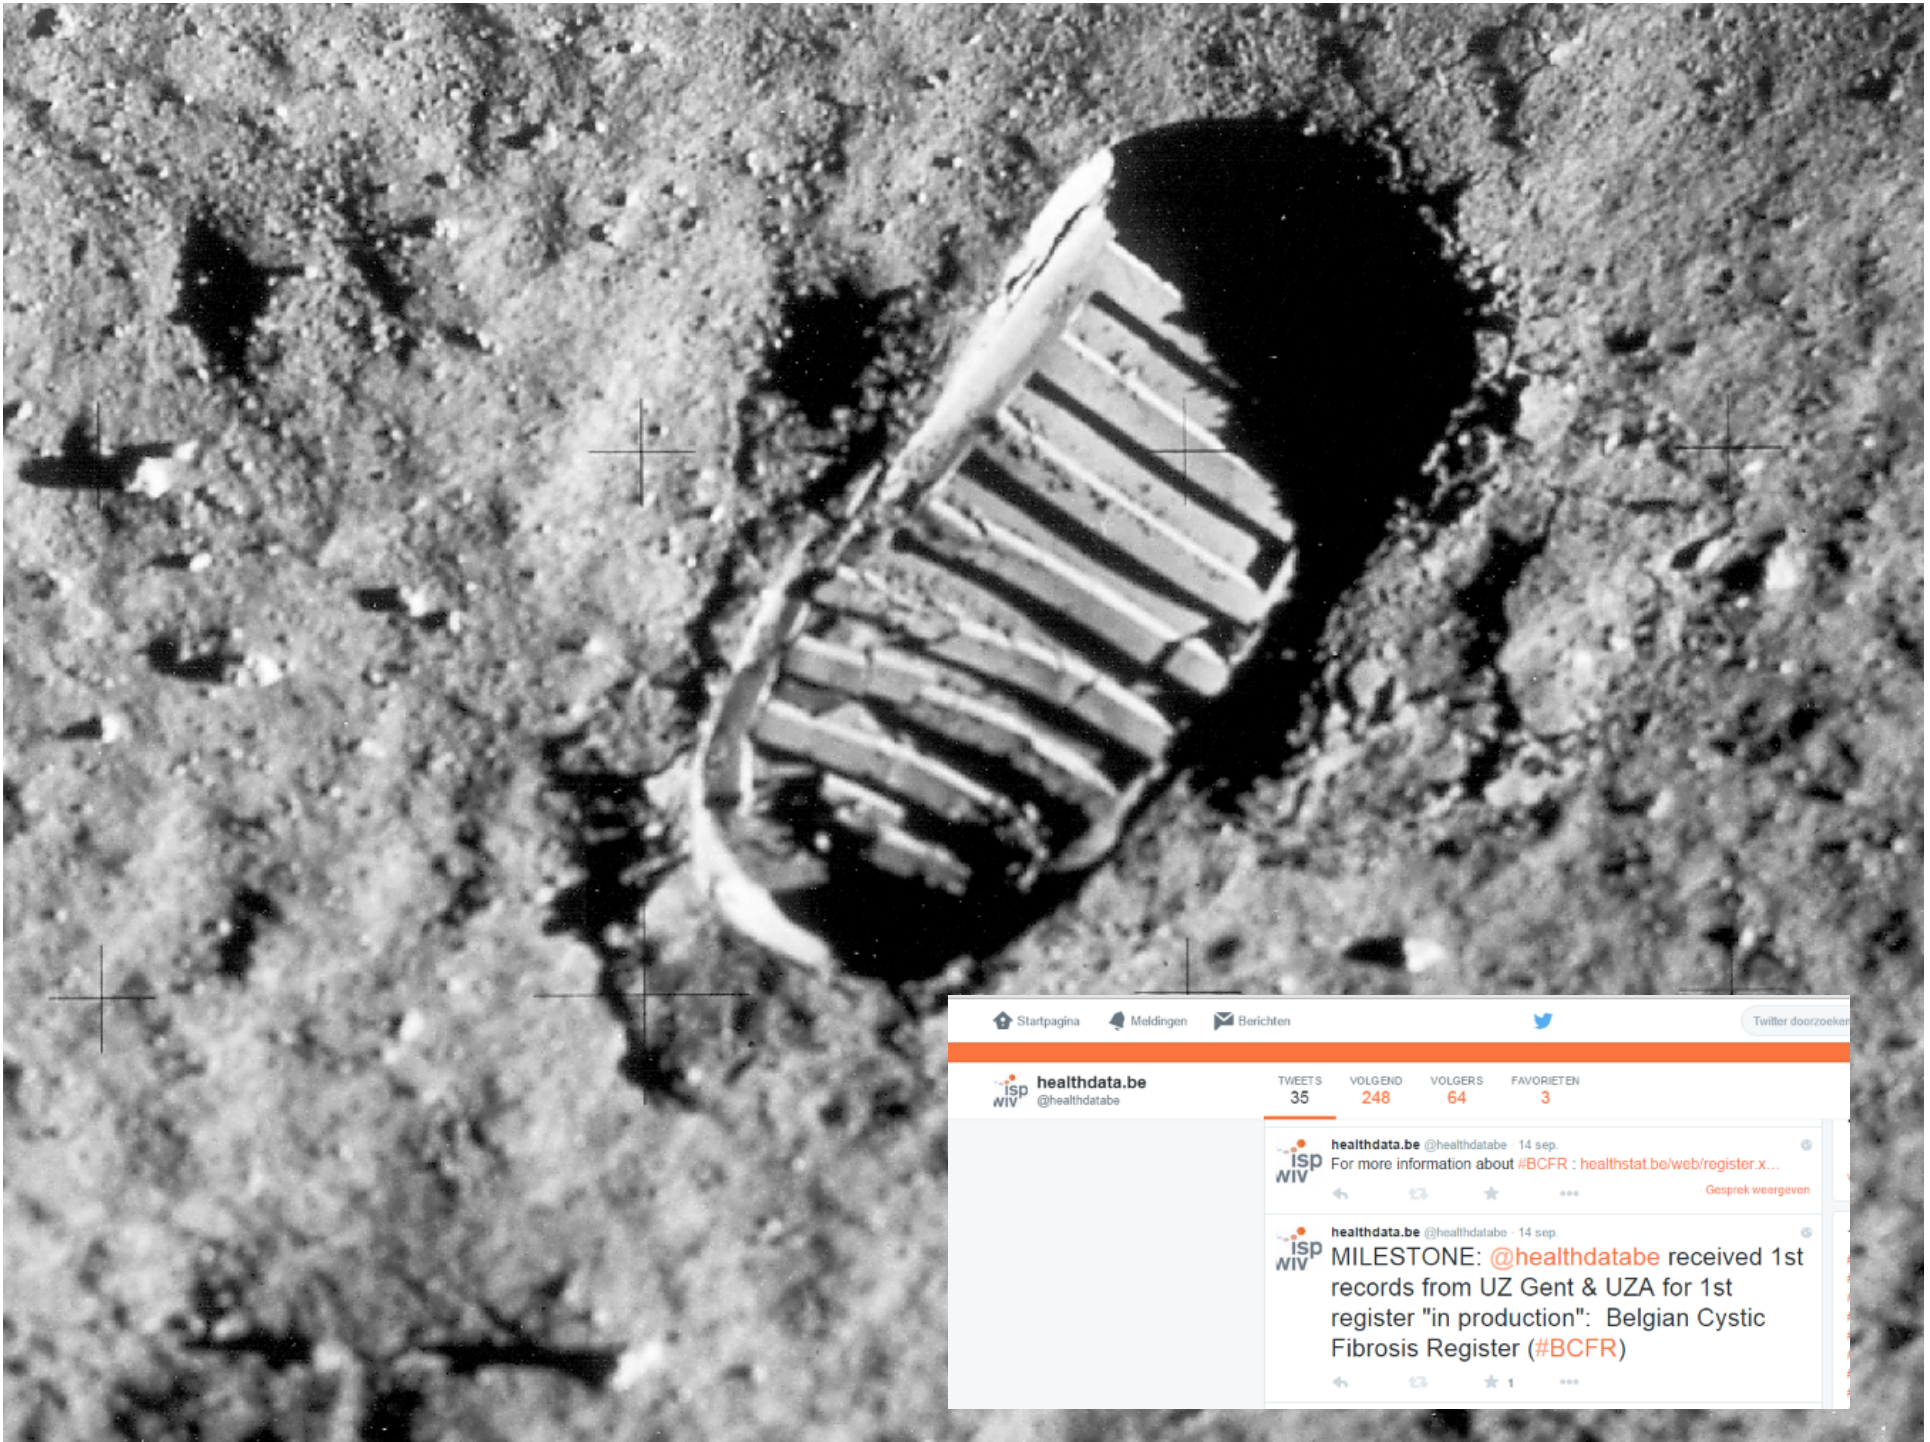 Startpagina Meldingen Berichten Twitter doorzoeken
isp
WIV
healthdata.be
@healthdatabe
TWEETS VOLGEND VOLGERS FAVORIETEN
35 248 64 3
isp
WIV
healthdata.be @healthdatabe · 14 sep.
For more information about #BCFR : healthstat.be/web/register.x...
Gesprek weergeven
isp
WIV
healthdata.be @healthdatabe · 14 sep.
MILESTONE: @healthdatabe received 1st
records from UZ Gent & UZA for 1st
register "in production": Belgian Cystic
Fibrosis Register (#BCFR)
1